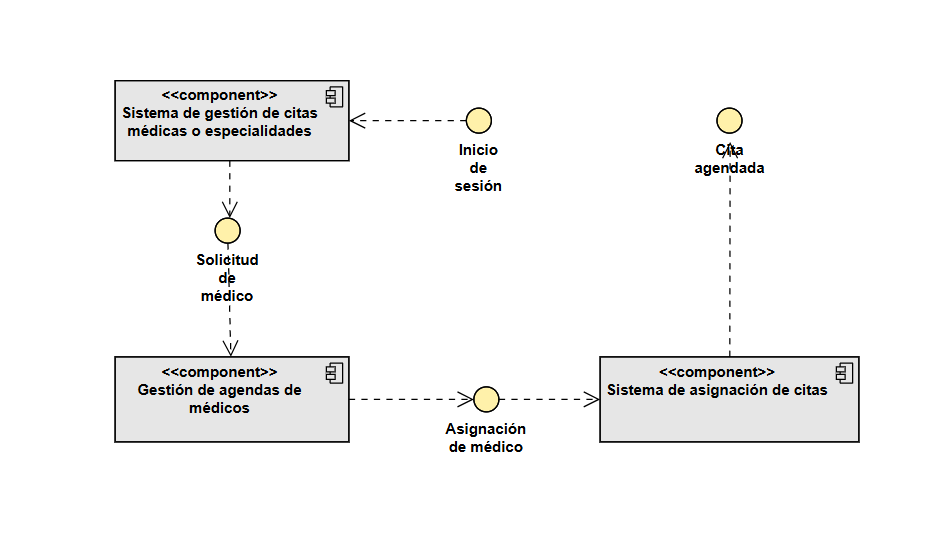 <<component>>
Sistema de gestión de citas
médicas o especialidades
Inicio
de
sesión
Cita
agendada
Solicitud
de
médico
<<component>>
Gestión de agendas de
médicos
Asignación
de médico
<<component>>
Sistema de asignación de citas